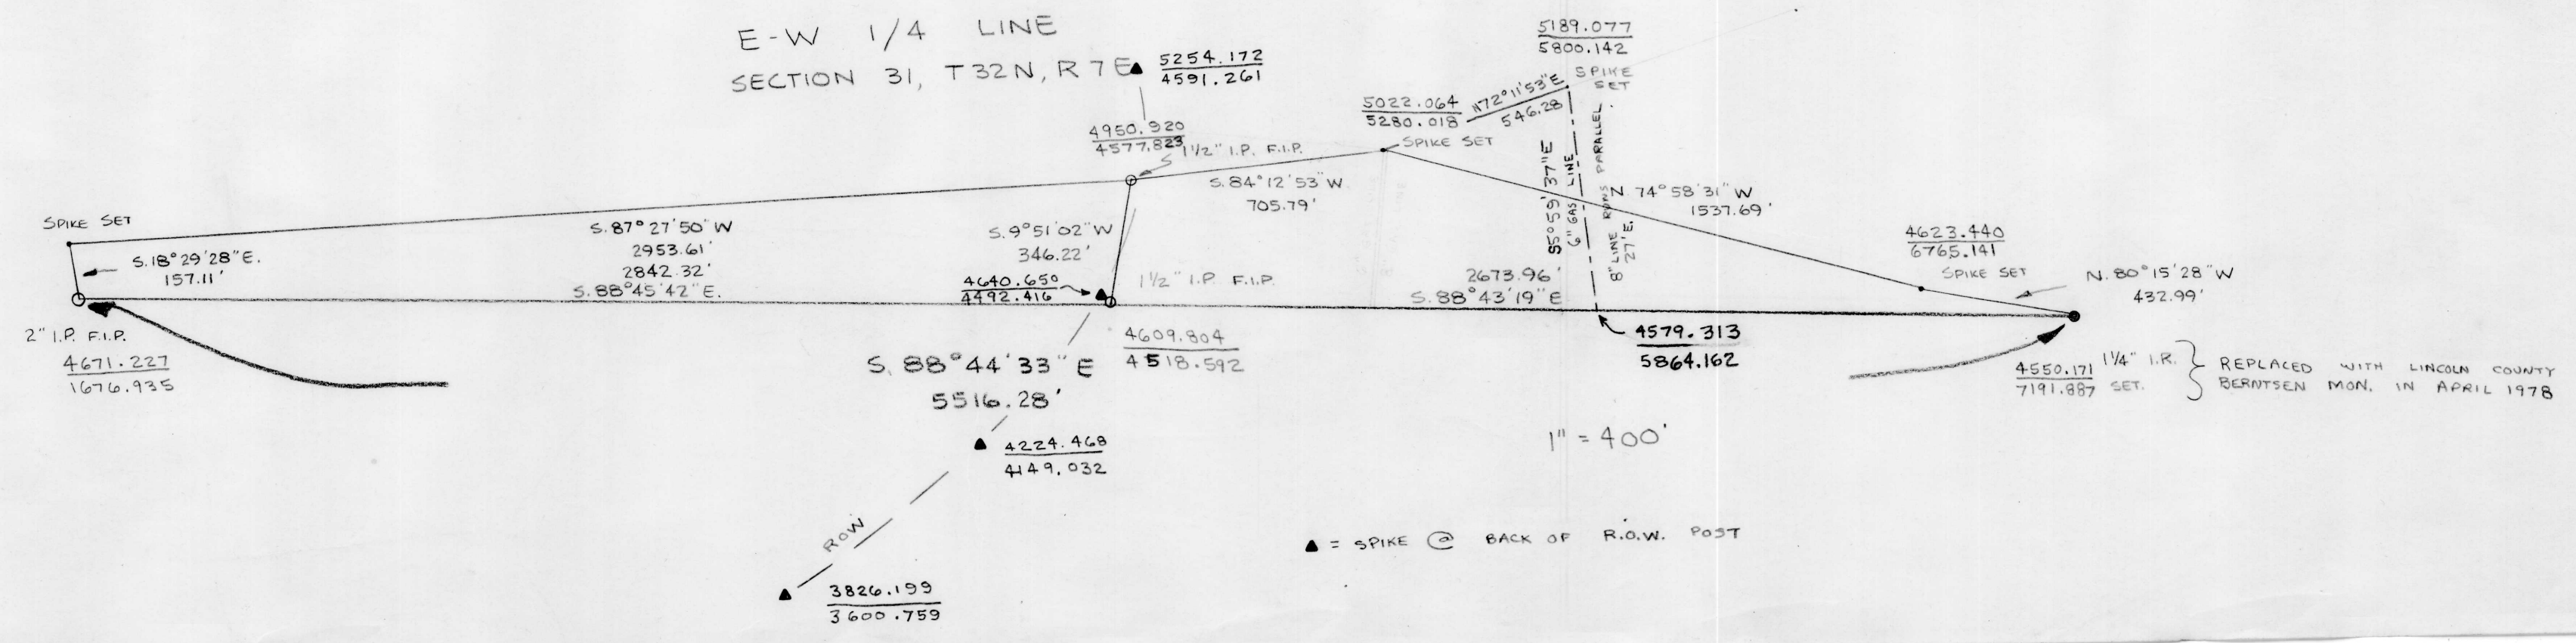 E-W 1/4 LINE
SECTION 31, T32N, R7E
5254.172
4591.261
5189.077
5800.142
SPIKE
SET
N72°11'53"E
546.28
5022.064
5280.018
SPIKE SET
4950.920
4577.823
1½" I.P. F.I.P.
S.84°12'53"W
705.79'
S5°59'37"E
6" GAS LINE
8" LINE RUNS PARALLEL.
27' E.
N 74°58'31"W
1537.69'
SPIKE SET
S.18°29'28"E.
157.11'
S.87°27'50"W
2953.61'
2842.32'
S.88°45'42"E.
S.9°51'02"W
346.22'
4640.650
4492.416
1½" I.P. F.I.P.
2673.96'
S.88°43'19"E
4623.440
6765.141
SPIKE SET
N.80°15'28"W
432.99'
2" I.P. F.I.P.
4671.227
1676.935
4609.804
4518.592
S. 88°44'33" E
5516.28'
4579.313
5864.162
4550.171
7191.887
1¼" I.R.
SET.
REPLACED WITH LINCOLN COUNTY
BERNTSEN MON. IN APRIL 1978
4224.468
4149.032
1" = 400'
ROW
▲ = SPIKE @ BACK OF R.O.W. POST
3826.199
3600.759